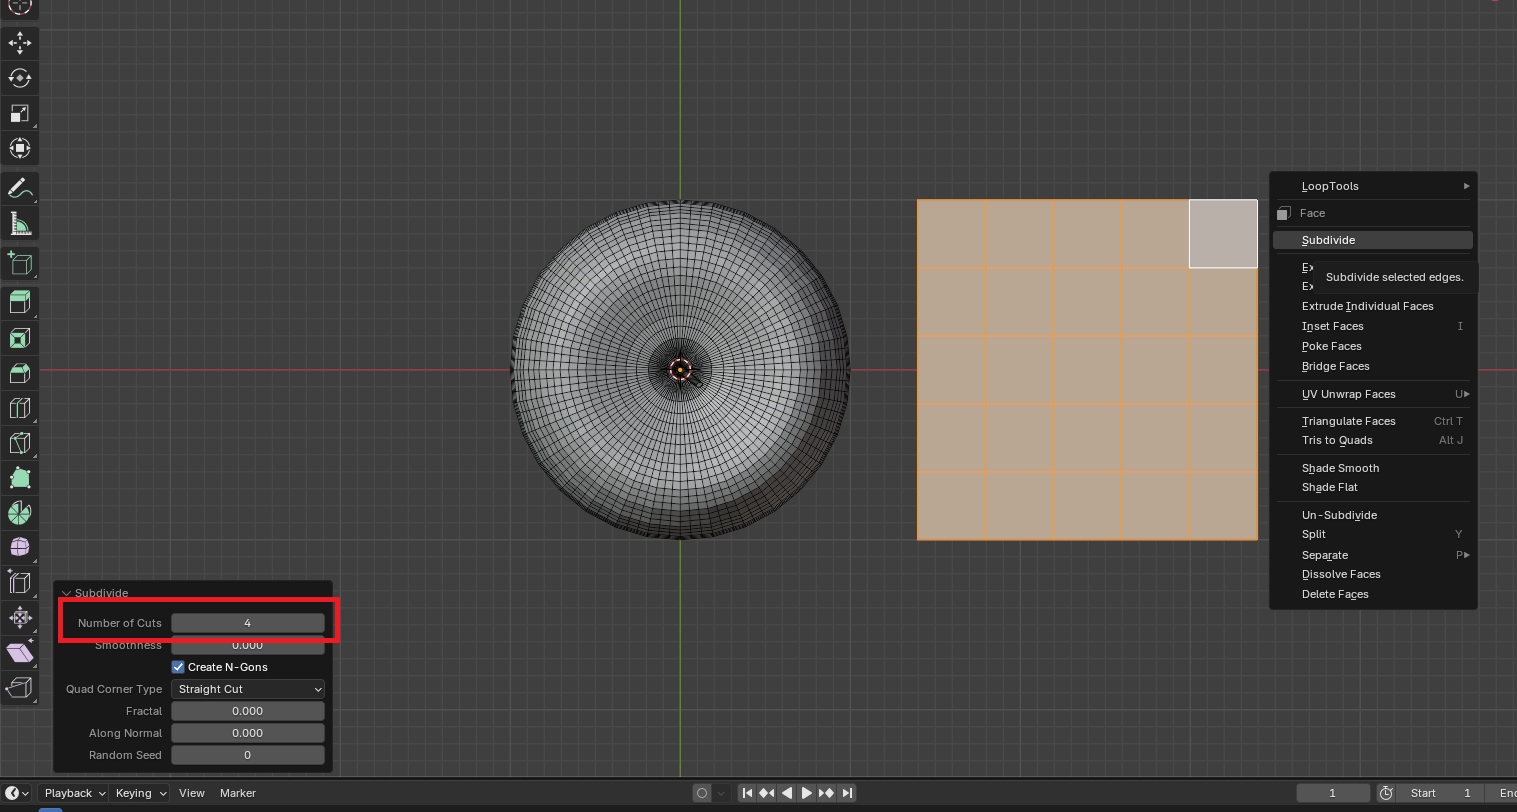 LoopTools
Face
Subdivide
Ex
Subdivide selected edges.
Ex
Extrude Individual Faces
Inset Faces I
Poke Faces
Bridge Faces
UV Unwrap Faces U
Triangulate Faces Ctrl T
Tris to Quads Alt J
Shade Smooth
Shade Flat
Un-Subdivide
Split Y
Separate P
Dissolve Faces
Delete Faces
Subdivide
Number of Cuts 4
Smoothness 0.000
Create N-Gons
Quad Corner Type Straight Cut
Fractal 0.000
Along Normal 0.000
Random Seed 0
Playback Keying View Marker 1 Start 1 Enc